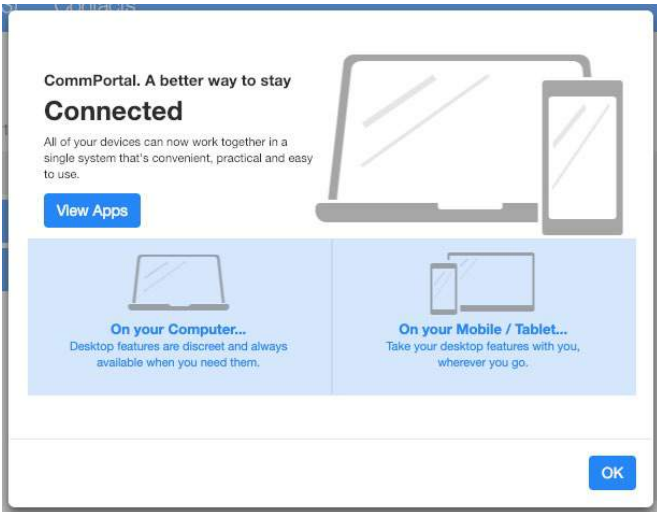 Contacts
CommPortal. A better way to stay
Connected
All of your devices can now work together in a
single system that's convenient, practical and easy
to use.
View Apps
On your Computer...
Desktop features are discreet and always
available when you need them.
On your Mobile / Tablet...
Take your desktop features with you,
wherever you go.
OK